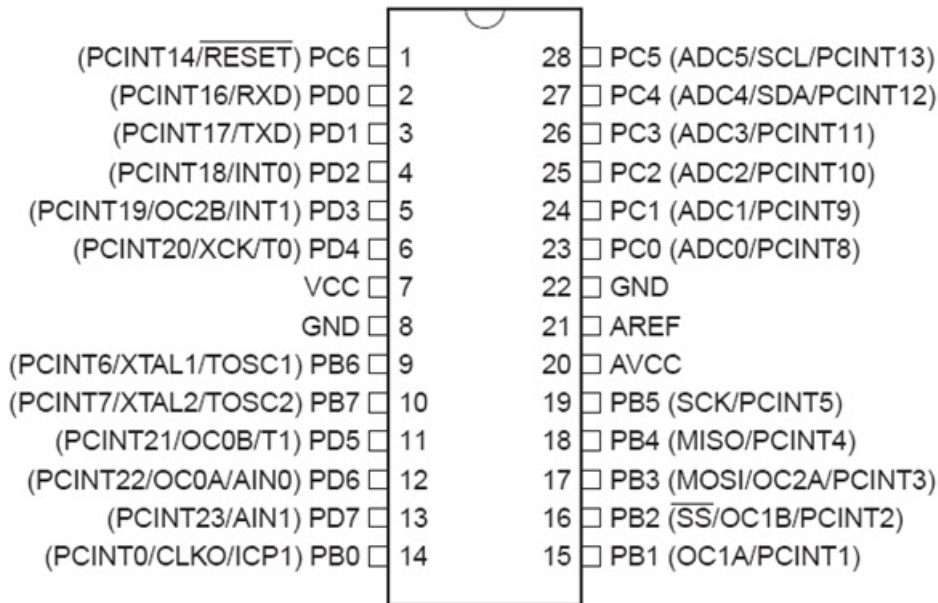 (PCINT14/RESET) PC6 1 28 PC5 (ADC5/SCL/PCINT13)
(PCINT16/RXD) PD0 2 27 PC4 (ADC4/SDA/PCINT12)
(PCINT17/TXD) PD1 3 26 PC3 (ADC3/PCINT11)
(PCINT18/INT0) PD2 4 25 PC2 (ADC2/PCINT10)
(PCINT19/OC2B/INT1) PD3 5 24 PC1 (ADC1/PCINT9)
(PCINT20/XCK/T0) PD4 6 23 PC0 (ADC0/PCINT8)
VCC 7 22 GND
GND 8 21 AREF
(PCINT6/XTAL1/TOSC1) PB6 9 20 AVCC
(PCINT7/XTAL2/TOSC2) PB7 10 19 PB5 (SCK/PCINT5)
(PCINT21/OC0B/T1) PD5 11 18 PB4 (MISO/PCINT4)
(PCINT22/OC0A/AIN0) PD6 12 17 PB3 (MOSI/OC2A/PCINT3)
(PCINT23/AIN1) PD7 13 16 PB2 (SS/OC1B/PCINT2)
(PCINT0/CLKO/ICP1) PB0 14 15 PB1 (OC1A/PCINT1)